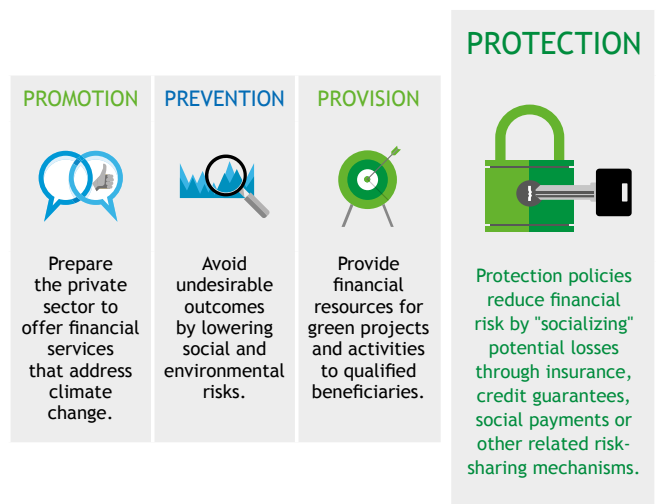 PROMOTION
Prepare
the private
sector to
offer financial
services
that address
climate
change.
PREVENTION
Avoid
undesirable
outcomes
by lowering
social and
environmental
risks.
PROVISION
Provide
financial
resources for
green projects
and activities
to qualified
beneficiaries.
PROTECTION
Protection policies
reduce financial
risk by "socializing"
potential losses
through insurance,
credit guarantees,
social payments or
other related risk-
sharing mechanisms.